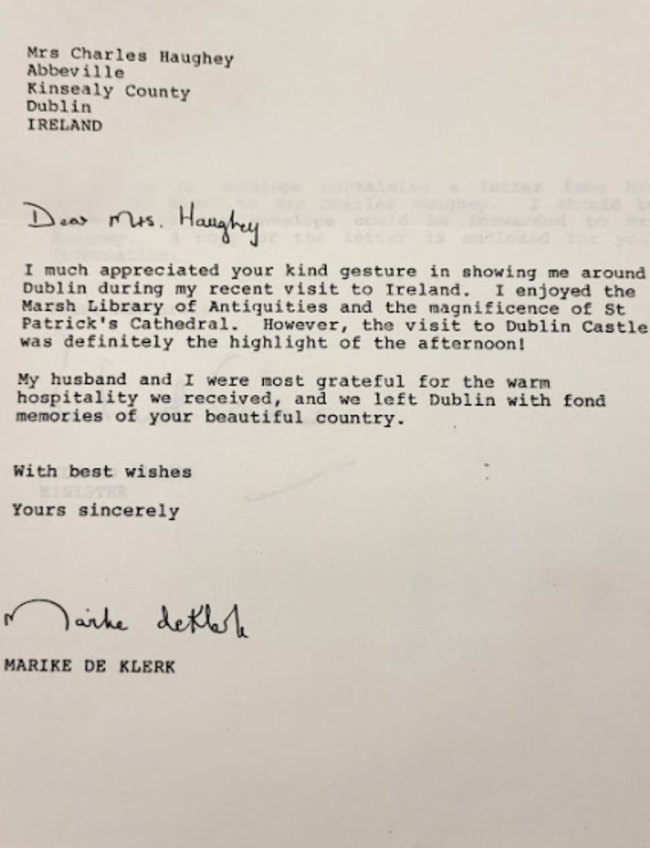 Mrs Charles Haughey
Abbeville
Kinsealy County
Dublin
IRELAND
Dear Mrs. Haughey
I much appreciated your kind gesture in showing me around
Dublin during my recent visit to Ireland. I enjoyed the
Marsh Library of Antiquities and the magnificence of St
Patrick's Cathedral. However, the visit to Dublin Castle
was definitely the highlight of the afternoon!
My husband and I were most grateful for the warm
hospitality we received, and we left Dublin with fond
memories of your beautiful country.
With best wishes
MINISTER
Yours sincerely
Marike de Klerk
MARIKE DE KLERK